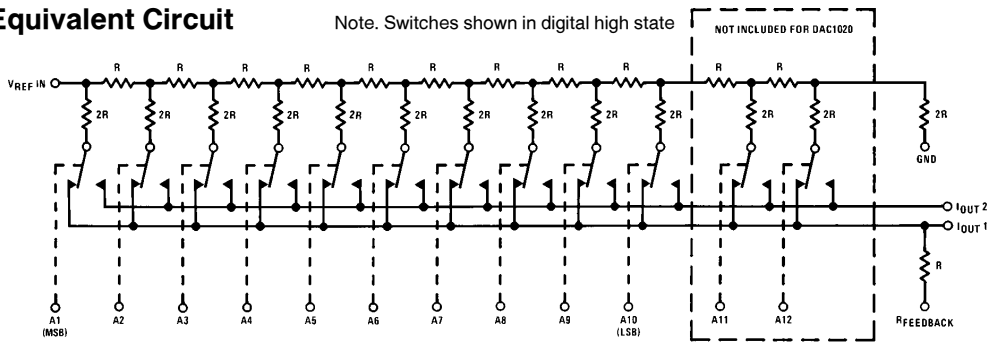 Equivalent Circuit
Note. Switches shown in digital high state
NOT INCLUDED FOR DAC1020
R R R R R R R R R R R
VREF IN
2R 2R 2R 2R 2R 2R 2R 2R 2R 2R 2R 2R 2R
GND
IOUT 2
IOUT 1
R
A1 A2 A3 A4 A5 A6 A7 A8 A9 A10 A11 A12 RFEEDBACK
(MSB) (LSB)